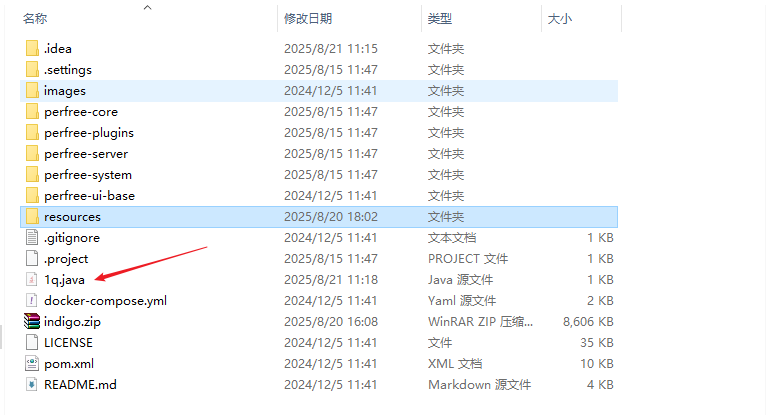 名称 修改日期 类型 大小
.idea 2025/8/21 11:15 文件夹
.settings 2025/8/15 11:47 文件夹
images 2024/12/5 11:41 文件夹
perfree-core 2025/8/15 11:47 文件夹
perfree-plugins 2025/8/15 11:47 文件夹
perfree-server 2025/8/15 11:47 文件夹
perfree-system 2025/8/15 11:47 文件夹
perfree-ui-base 2024/12/5 11:41 文件夹
resources 2025/8/20 18:02 文件夹
.gitignore 2024/12/5 11:41 文本文档 1 KB
.project 2025/8/15 11:47 PROJECT 文件 1 KB
1q.java 2025/8/21 11:18 Java 源文件 1 KB
docker-compose.yml 2024/12/5 11:41 Yaml 源文件 2 KB
indigo.zip 2025/8/20 16:08 WinRAR ZIP 压缩... 8,606 KB
LICENSE 2024/12/5 11:41 文件 35 KB
pom.xml 2024/12/5 11:41 XML 文档 10 KB
README.md 2024/12/5 11:41 Markdown 源文件 4 KB